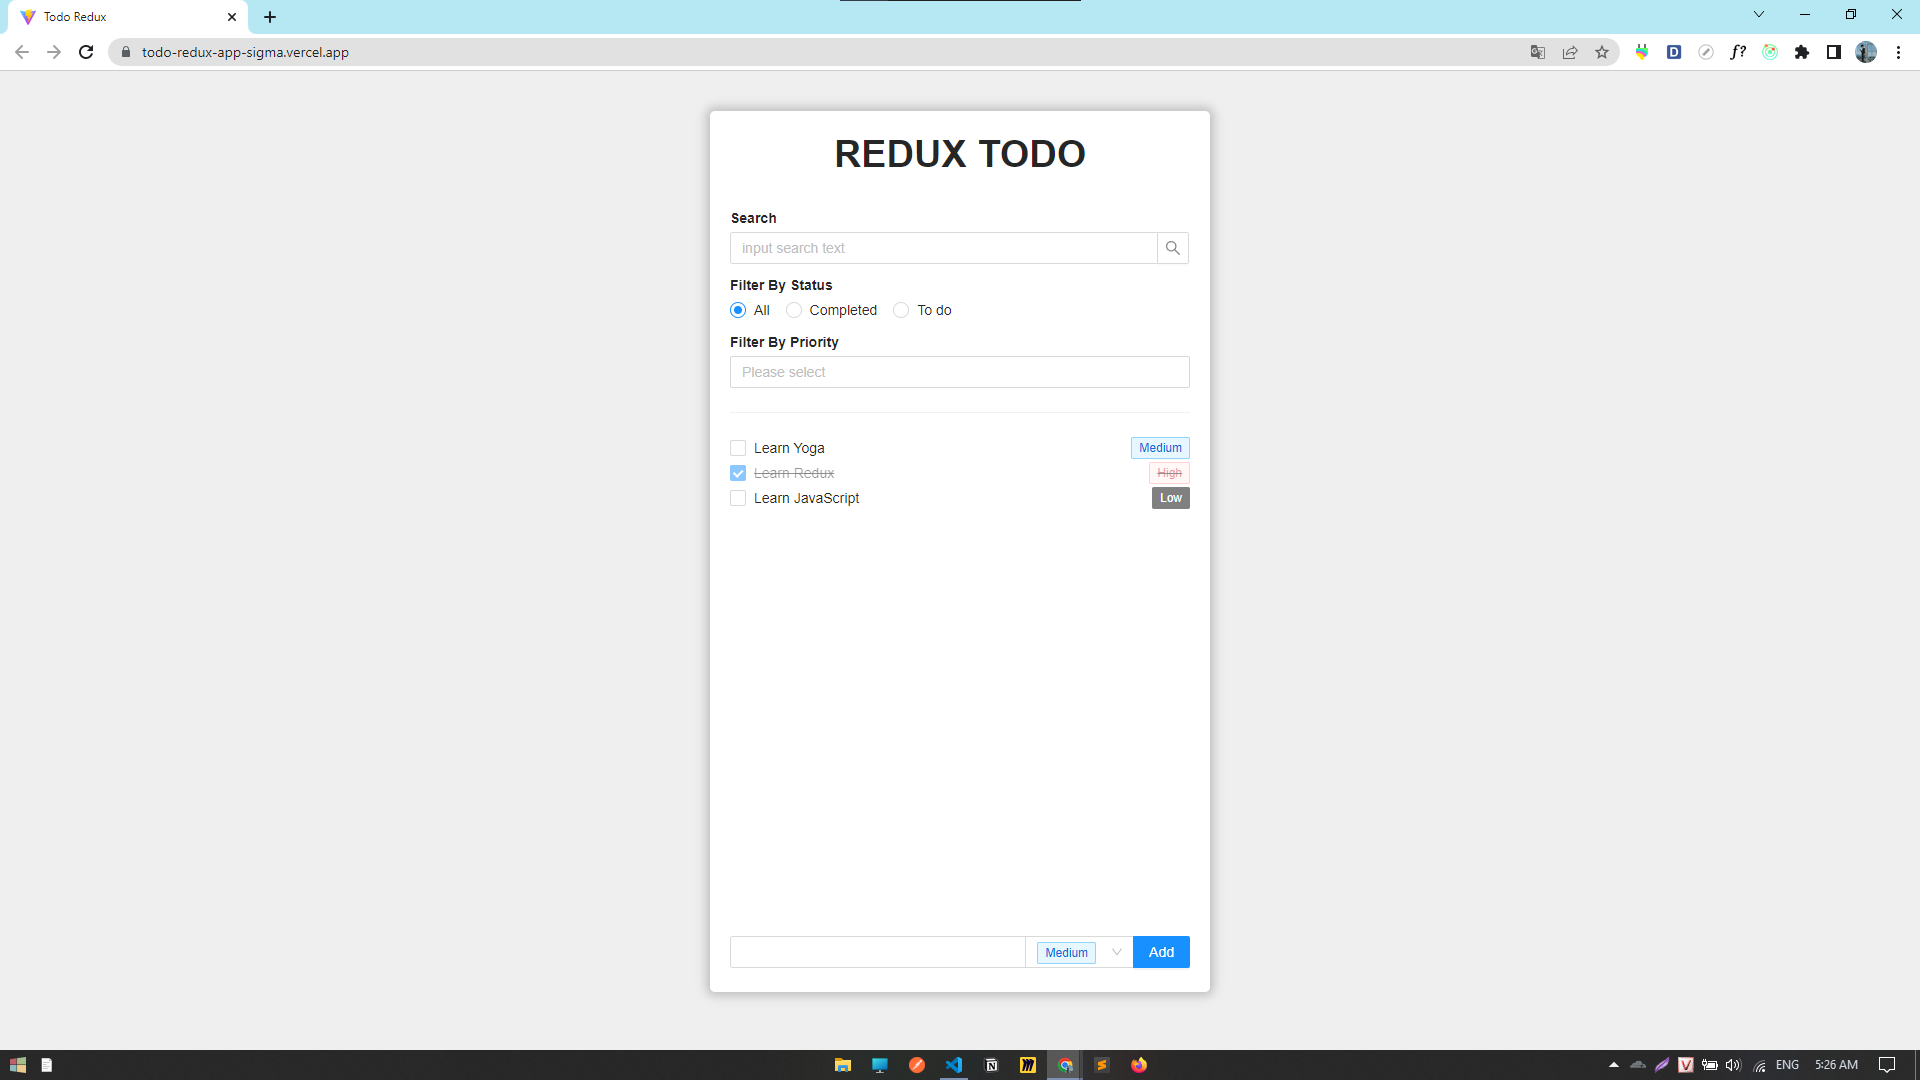 Todo Redux
todo-redux-app-sigma.vercel.app
D
f?
REDUX TODO
Search
input search text
Filter By Status
All Completed To do
Filter By Priority
Please select
Learn Yoga Medium
Learn Redux High
Learn JavaScript Low
Medium Add
V ENG 5:26 AM